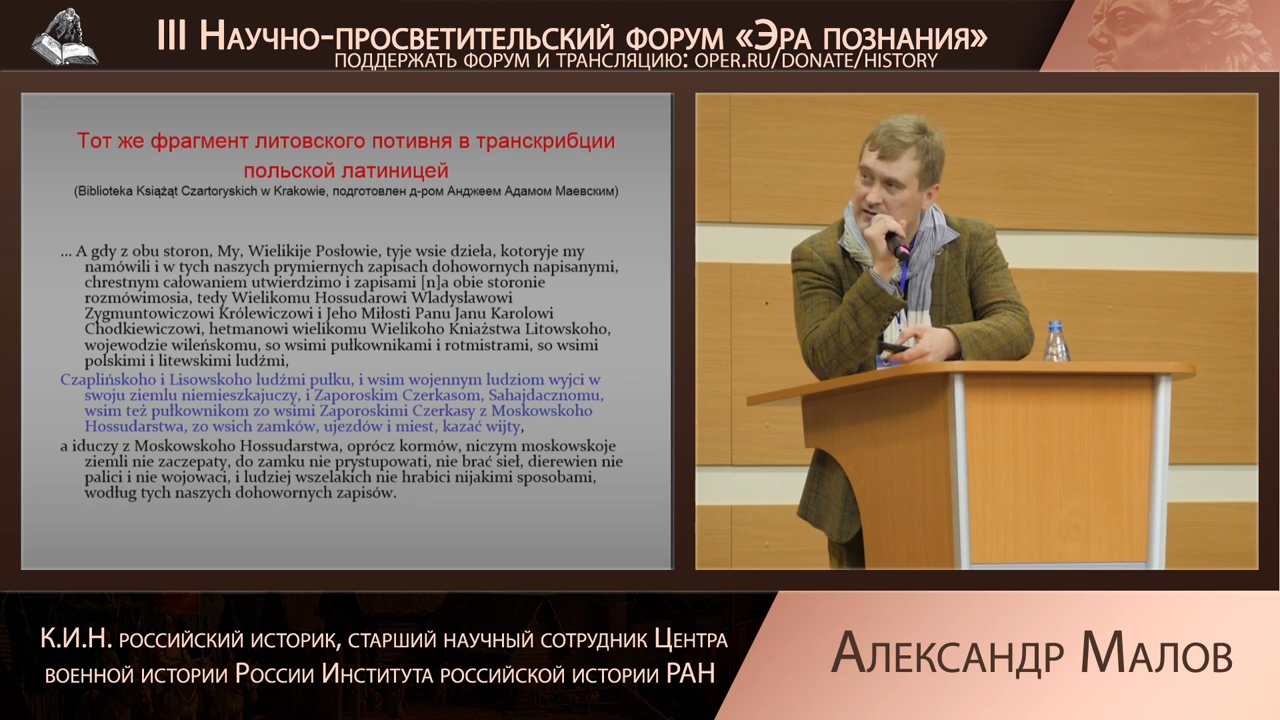 III Научно-просветительский форум «Эра познания»
поддержать форум и трансляцию: oper.ru/donate/history
Тот же фрагмент литовского потивня в транскрибции
польской латиницей
(Biblioteka Książąt Czartoryskich w Krakowie, подготовлен д-ром Анджеем Адамом Маевским)
... A gdy z obu storon, My, Wielikije Posłowie, tyje wsie dzieła, kotoryje my
namówili i w tych naszych prymiernych zapisach dohowornych napisanymi,
chrestnym całowaniem utwierdzimo i zapisami [n]a obie storonie
rozmówimosia, tedy Wielikomu Hossudarowi Wladysławowi
Zygmuntowiczowi Królewiczowi i Jeho Miłosti Panu Janu Karolowi
Chodkiewiczowi, hetmanowi wielikomu Wielikoho Kniażstwa Litowskoho,
wojewodzie wileńskomu, so wsimi pułkownikami i rotmistrami, so wsimi
polskimi i litewskimi ludźmi,
Czaplińskoho i Lisowskoho ludźmi pułku, i wsim wojennym ludziom wyjci w
swoju ziemlu niemieszkajuczy, i Zaporoskim Czerkasom, Sahajdacznomu,
wsim też pułkownikom zo wsimi Zaporoskimi Czerkasy z Moskowskoho
Hossudarstwa, zo wsich zamków, ujezdów i miest, kazać wijty,
a iduczy z Moskowskoho Hossudarstwa, oprócz kormów, niczym moskowskoje
ziemli nie zaczepaty, do zamku nie prystupowati, nie brać sieł, dierewien nie
palici i nie wojowaci, i ludziej wszelakich nie hrabici nijakimi sposobami,
wodług tych naszych dohowornych zapisów.
К.И.Н. российский историк, старший научный сотрудник Центра
военной истории России Института российской истории РАН
Александр Малов